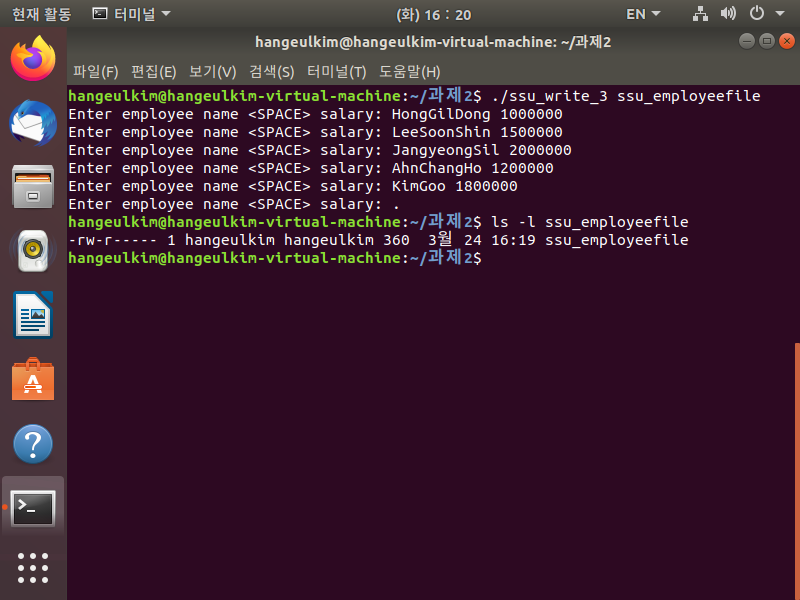 현재 활동 터미널 (화) 16 : 20 EN
hangeulkim@hangeulkim-virtual-machine: ~/과제2
파일(F) 편집(E) 보기(V) 검색(S) 터미널(T) 도움말(H)
hangeulkim@hangeulkim-virtual-machine:~/과제2$ ./ssu_write_3 ssu_employeefile
Enter employee name <SPACE> salary: HongGilDong 1000000
Enter employee name <SPACE> salary: LeeSoonShin 1500000
Enter employee name <SPACE> salary: JangyeongSil 2000000
Enter employee name <SPACE> salary: AhnChangHo 1200000
Enter employee name <SPACE> salary: KimGoo 1800000
Enter employee name <SPACE> salary: .
hangeulkim@hangeulkim-virtual-machine:~/과제2$ ls -l ssu_employeefile
-rw-r----- 1 hangeulkim hangeulkim 360  3월 24 16:19 ssu_employeefile
hangeulkim@hangeulkim-virtual-machine:~/과제2$